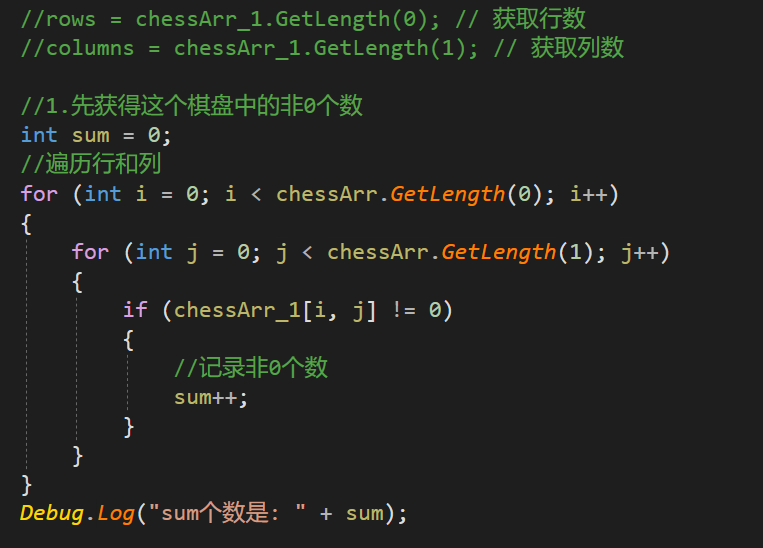 //rows = chessArr_1.GetLength(0); // 获取行数
//columns = chessArr_1.GetLength(1); // 获取列数
//1.先获得这个棋盘中的非0个数
int sum = 0;
//遍历行和列
for (int i = 0; i < chessArr.GetLength(0); i++)
{
for (int j = 0; j < chessArr.GetLength(1); j++)
{
if (chessArr_1[i, j] != 0)
{
//记录非0个数
sum++;
}
}
}
Debug.Log("sum个数是: " + sum);